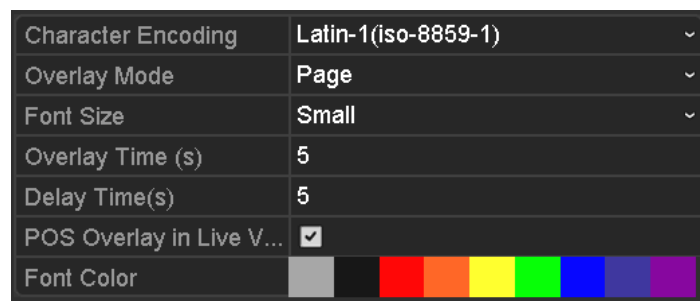 Character Encoding Latin-1(iso-8859-1)
Overlay Mode Page
Font Size Small
Overlay Time (s) 5
Delay Time(s) 5
POS Overlay in Live V...
Font Color